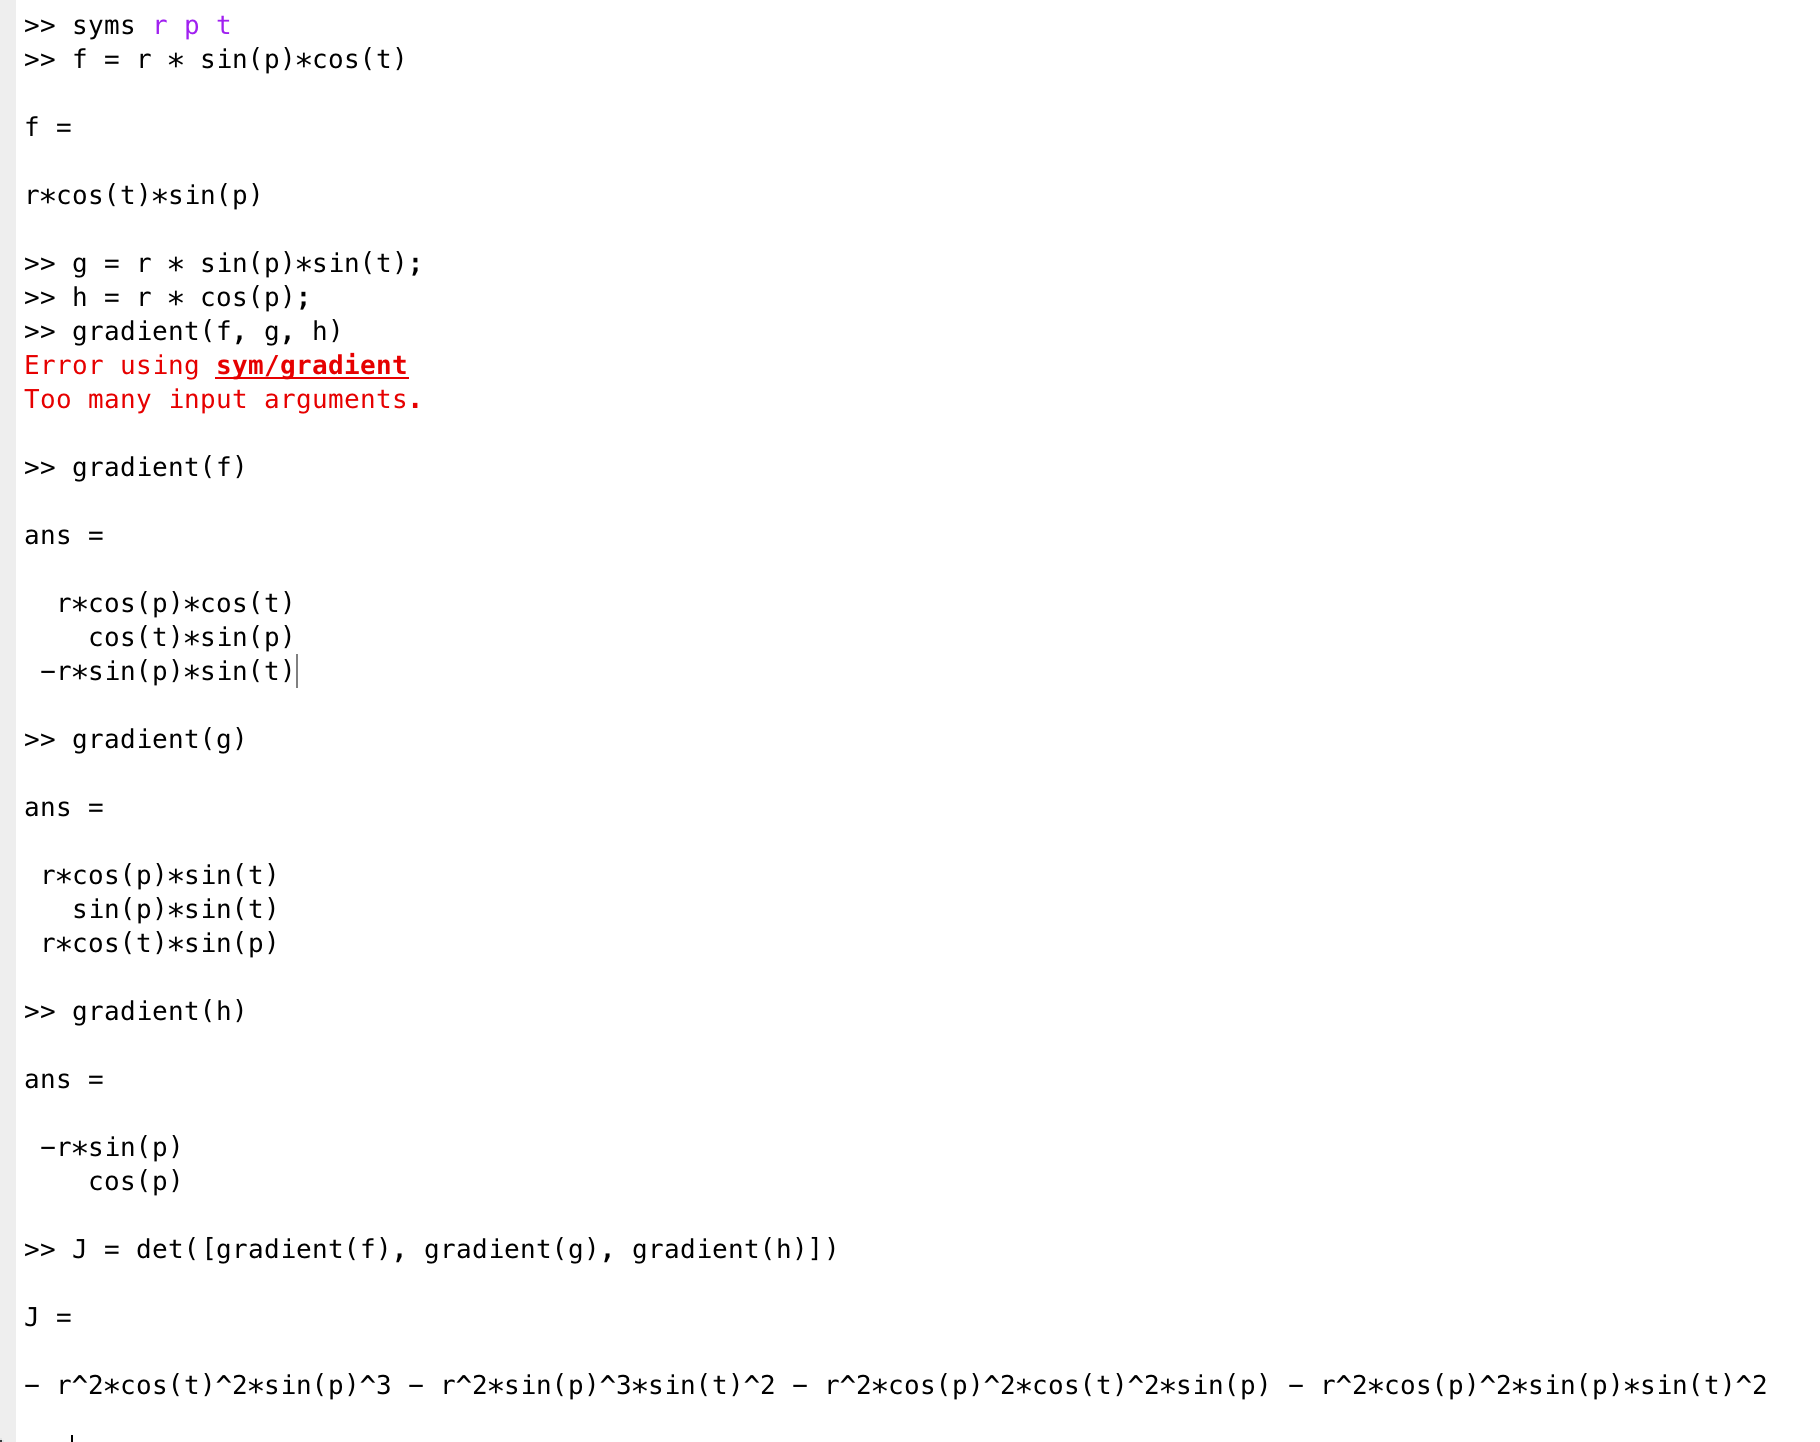 >> syms r p t
>> f = r * sin(p)*cos(t)
f =
r*cos(t)*sin(p)
>> g = r * sin(p)*sin(t);
>> h = r * cos(p);
>> gradient(f, g, h)
Error using sym/gradient
Too many input arguments.
>> gradient(f)
ans =
r*cos(p)*cos(t)
cos(t)*sin(p)
−r*sin(p)*sin(t)
>> gradient(g)
ans =
r*cos(p)*sin(t)
sin(p)*sin(t)
r*cos(t)*sin(p)
>> gradient(h)
ans =
−r*sin(p)
cos(p)
>> J = det([gradient(f), gradient(g), gradient(h)])
J =
− r^2*cos(t)^2*sin(p)^3 − r^2*sin(p)^3*sin(t)^2 − r^2*cos(p)^2*cos(t)^2*sin(p) − r^2*cos(p)^2*sin(p)*sin(t)^2